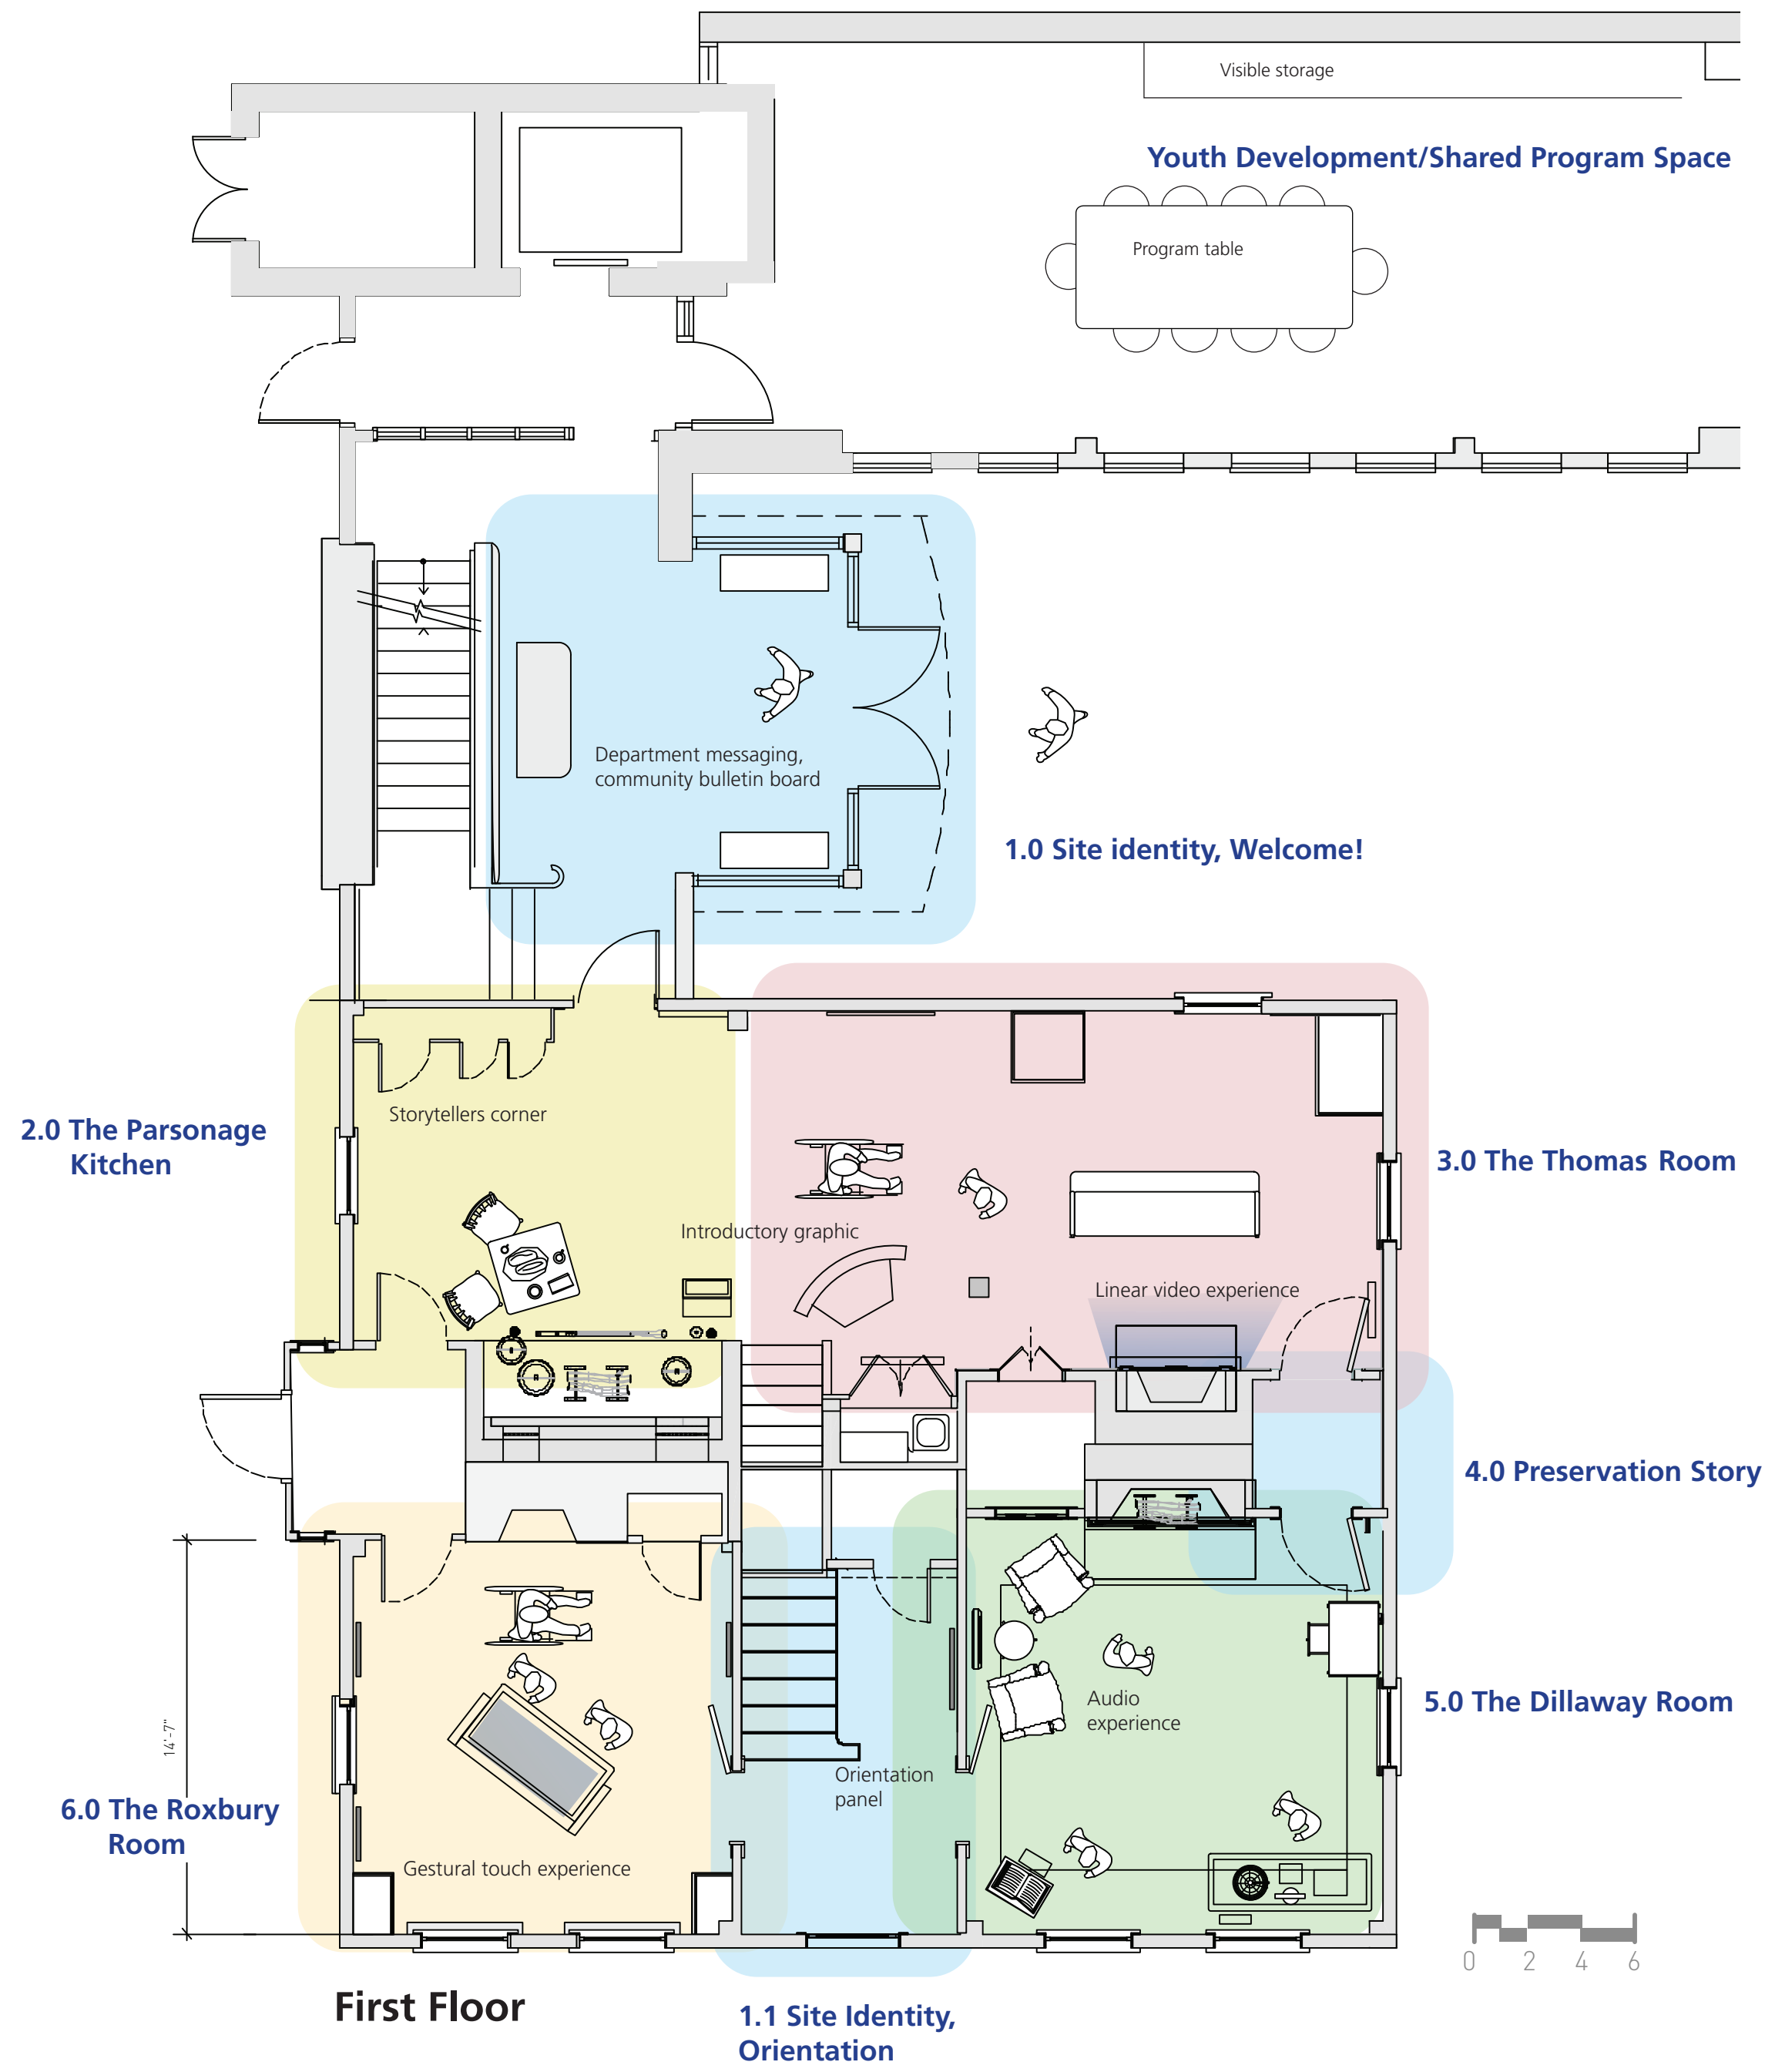 Visible storage
Youth Development/Shared Program Space
Program table
Department messaging,
community bulletin board
1.0 Site identity, Welcome!
Storytellers corner
2.0 The Parsonage
Kitchen
3.0 The Thomas Room
Introductory graphic
Linear video experience
4.0 Preservation Story
Audio
experience
5.0 The Dillaway Room
14'-7"
Orientation
panel
6.0 The Roxbury
Room
Gestural touch experience
0 2 4 6
First Floor
1.1 Site Identity,
Orientation